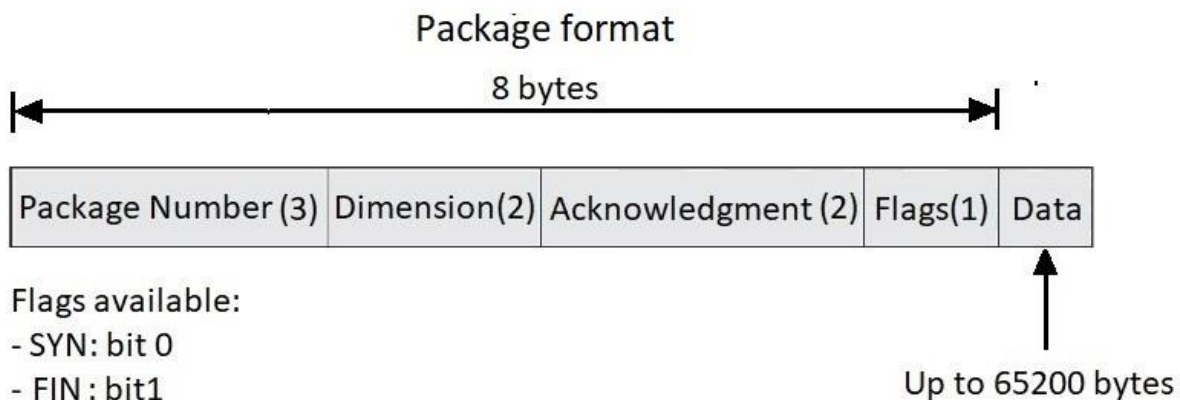 Package format
8 bytes
Package Number (3) Dimension(2) Acknowledgment (2) Flags(1) Data
Flags available:
- SYN: bit 0
- FIN : bit1
Up to 65200 bytes